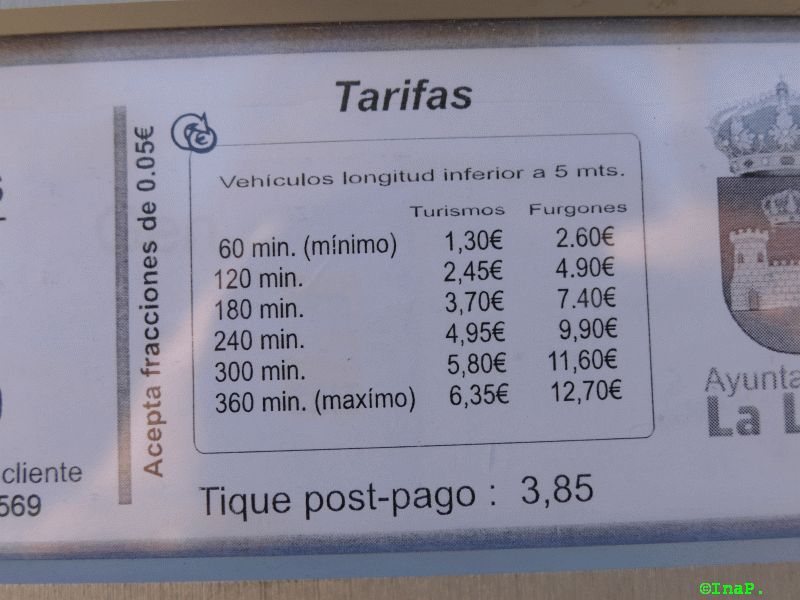 Tarifas
Acepta fracciones de 0.05€
Vehículos longitud inferior a 5 mts.
Turismos Furgones
60 min. (mínimo) 1,30€ 2.60€
120 min. 2,45€ 4.90€
180 min. 3,70€ 7.40€
240 min. 4,95€ 9,90€
300 min. 5,80€ 11,60€
360 min. (maxímo) 6,35€ 12,70€
Tique post-pago : 3,85
cliente
569
Ayunta
La L
©InaP.